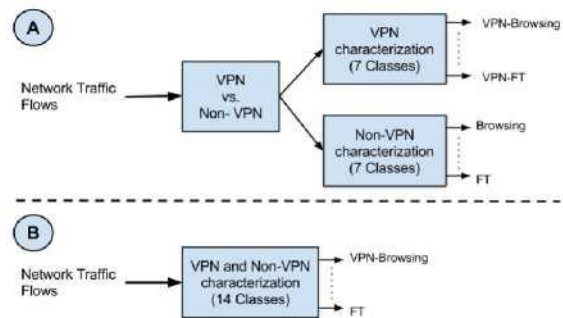 A
Network Traffic
Flows
VPN
vs.
Non- VPN
VPN
characterization
(7 Classes)
VPN-Browsing
VPN-FT
Non-VPN
characterization
(7 Classes)
Browsing
FT
B
Network Traffic
Flows
VPN and Non-VPN
characterization
(14 Classes)
VPN-Browsing
FT